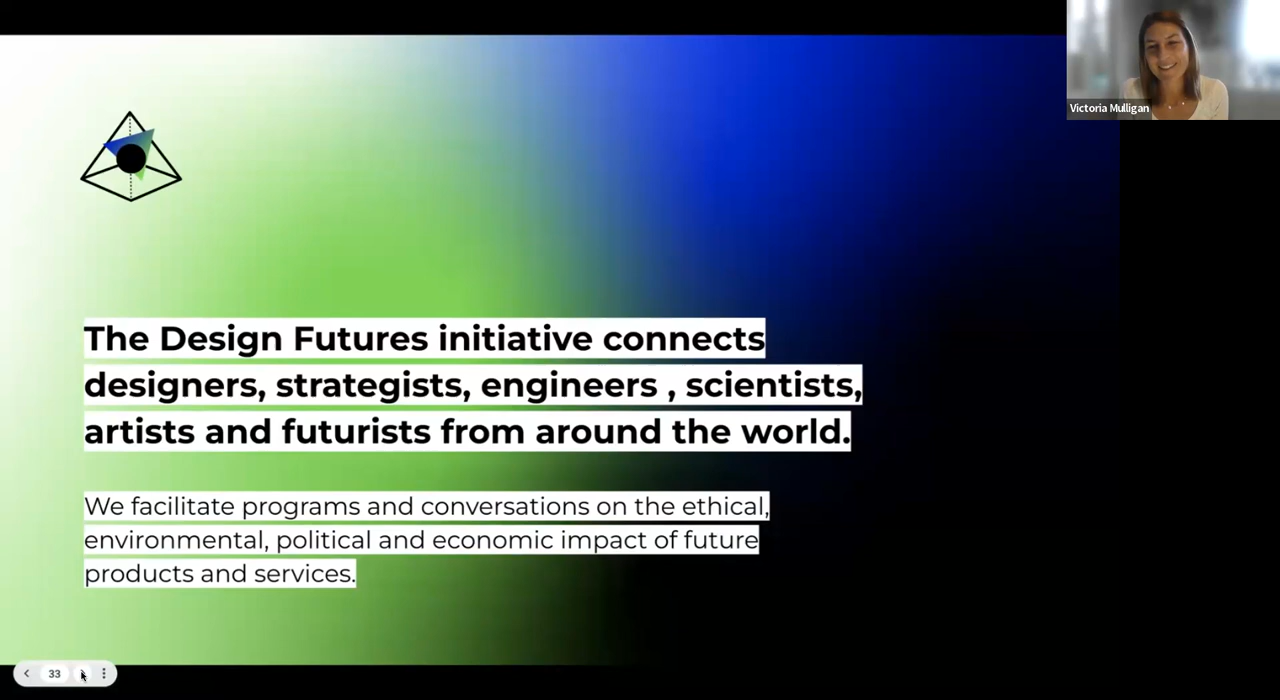 Victoria Mulligan
The Design Futures initiative connects
designers, strategists, engineers , scientists,
artists and futurists from around the world.
We facilitate programs and conversations on the ethical,
environmental, political and economic impact of future
products and services.
33